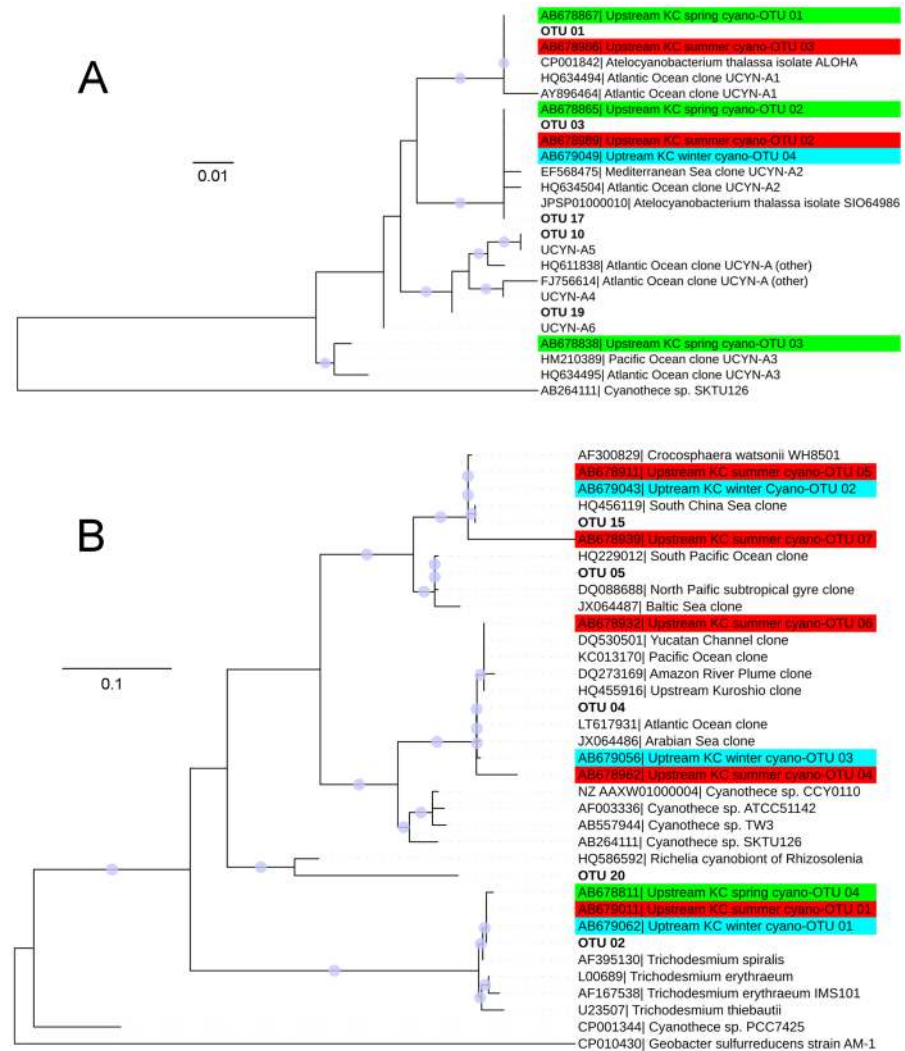 A
AB678867| Upstream KC spring cyano-OTU 01
OTU 01
AB678986| Upstream KC summer cyano-OTU 03
CP001842| Atelocyanobacterium thalassa isolate ALOHA
HQ634494| Atlantic Ocean clone UCYN-A1
AY896464| Atlantic Ocean clone UCYN-A1
AB678865| Upstream KC spring cyano-OTU 02
OTU 03
AB678989| Upstream KC summer cyano-OTU 02
AB679049| Uptream KC winter cyano-OTU 04
EF568475| Mediterranean Sea clone UCYN-A2
HQ634504| Atlantic Ocean clone UCYN-A2
JPSP01000010| Atelocyanobacterium thalassa isolate SIO64986
OTU 17
OTU 10
UCYN-A5
HQ611838| Atlantic Ocean clone UCYN-A (other)
FJ756614| Atlantic Ocean clone UCYN-A (other)
UCYN-A4
OTU 19
UCYN-A6
AB678838| Upstream KC spring cyano-OTU 03
HM210389| Pacific Ocean clone UCYN-A3
HQ634495| Atlantic Ocean clone UCYN-A3
AB264111| Cyanothece sp. SKTU126
0.01
B
AF300829| Crocosphaera watsonii WH8501
AB678911| Upstream KC summer cyano-OTU 05
AB679043| Uptream KC winter Cyano-OTU 02
HQ456119| South China Sea clone
OTU 15
AB678939| Upstream KC summer cyano-OTU 07
HQ229012| South Pacific Ocean clone
OTU 05
DQ088688| North Paific subtropical gyre clone
JX064487| Baltic Sea clone
AB678932| Upstream KC summer cyano-OTU 06
DQ530501| Yucatan Channel clone
KC013170| Pacific Ocean clone
DQ273169| Amazon River Plume clone
HQ455916| Upstream Kuroshio clone
OTU 04
LT617931| Atlantic Ocean clone
JX064486| Arabian Sea clone
AB679056| Uptream KC winter cyano-OTU 03
AB678962| Upstream KC summer cyano-OTU 04
NZ AAXW01000004| Cyanothece sp. CCY0110
AF003336| Cyanothece sp. ATCC51142
AB557944| Cyanothece sp. TW3
AB264111| Cyanothece sp. SKTU126
HQ586592| Richelia cyanobiont of Rhizosolenia
OTU 20
AB678811| Upstream KC spring cyano-OTU 04
AB679011| Upstream KC summer cyano-OTU 01
AB679062| Uptream KC winter cyano-OTU 01
OTU 02
AF395130| Trichodesmium spiralis
L00689| Trichodesmium erythraeum
AF167538| Trichodesmium erythraeum IMS101
U23507| Trichodesmium thiebautii
CP001344| Cyanothece sp. PCC7425
CP010430| Geobacter sulfurreducens strain AM-1
0.1